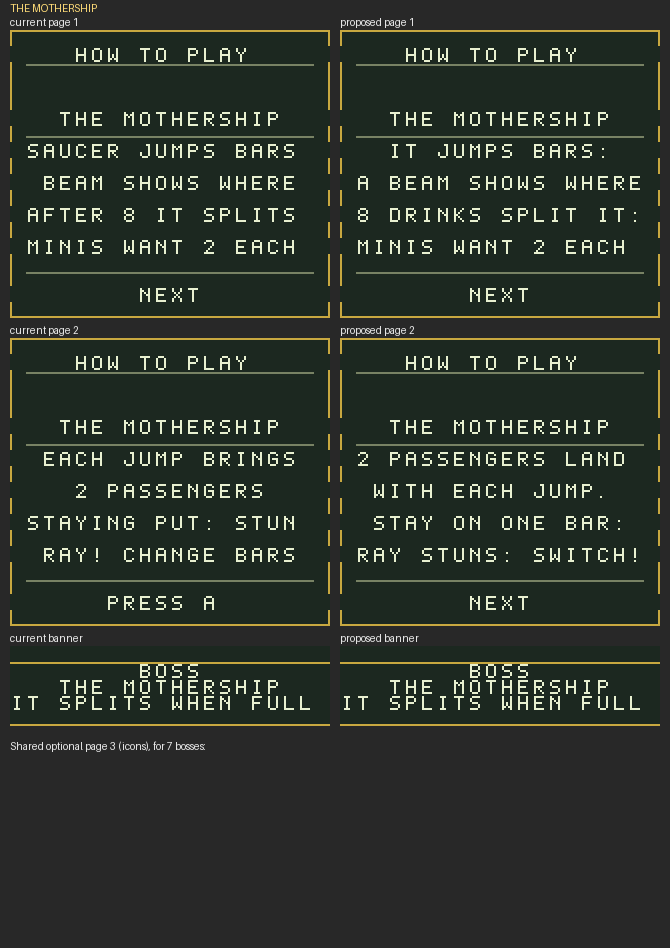 THE MOTHERSHIP
current page 1
HOW TO PLAY
THE MOTHERSHIP
SAUCER JUMPS BARS
BEAM SHOWS WHERE
AFTER 8 IT SPLITS
MINIS WANT 2 EACH
NEXT
proposed page 1
HOW TO PLAY
THE MOTHERSHIP
IT JUMPS BARS:
A BEAM SHOWS WHERE
8 DRINKS SPLIT IT:
MINIS WANT 2 EACH
NEXT
current page 2
HOW TO PLAY
THE MOTHERSHIP
EACH JUMP BRINGS
2 PASSENGERS
STAYING PUT: STUN
RAY! CHANGE BARS
PRESS A
proposed page 2
HOW TO PLAY
THE MOTHERSHIP
2 PASSENGERS LAND
WITH EACH JUMP.
STAY ON ONE BAR:
RAY STUNS: SWITCH!
NEXT
current banner
BOSS
THE MOTHERSHIP
IT SPLITS WHEN FULL
proposed banner
BOSS
THE MOTHERSHIP
IT SPLITS WHEN FULL
Shared optional page 3 (icons), for 7 bosses: